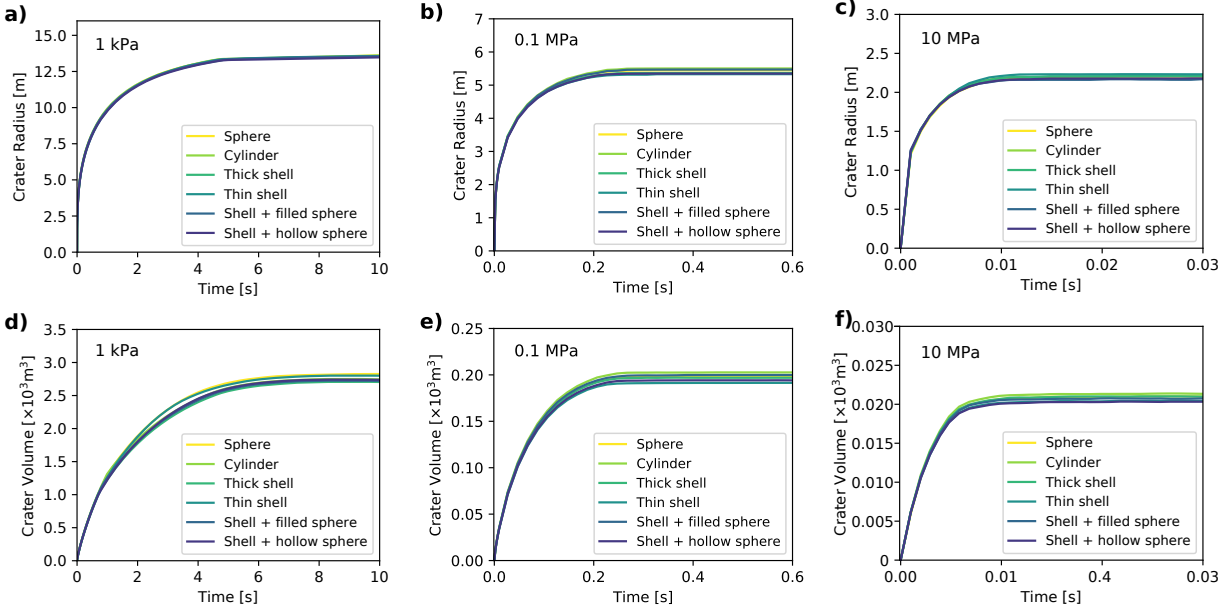 a)
1 kPa
Crater Radius [m]
15.0
12.5
10.0
7.5
5.0
2.5
0.0
Sphere
Cylinder
Thick shell
Thin shell
Shell + filled sphere
Shell + hollow sphere
0 2 4 6 8 10
Time [s]
b)
0.1 MPa
Crater Radius [m]
7
6
5
4
3
2
1
0
Sphere
Cylinder
Thick shell
Thin shell
Shell + filled sphere
Shell + hollow sphere
0.0 0.2 0.4 0.6
Time [s]
c)
10 MPa
Crater Radius [m]
3.0
2.5
2.0
1.5
1.0
0.5
0.0
Sphere
Cylinder
Thick shell
Thin shell
Shell + filled sphere
Shell + hollow sphere
0.00 0.01 0.02 0.03
Time [s]
d)
1 kPa
Crater Volume [×10³m³]
3.5
3.0
2.5
2.0
1.5
1.0
0.5
0.0
Sphere
Cylinder
Thick shell
Thin shell
Shell + filled sphere
Shell + hollow sphere
0 2 4 6 8 10
Time [s]
e)
0.1 MPa
Crater Volume [×10³m³]
0.25
0.20
0.15
0.10
0.05
0.00
Sphere
Cylinder
Thick shell
Thin shell
Shell + filled sphere
Shell + hollow sphere
0.0 0.2 0.4 0.6
Time [s]
f)
10 MPa
Crater Volume [×10³m³]
0.030
0.025
0.020
0.015
0.010
0.005
0
Sphere
Cylinder
Thick shell
Thin shell
Shell + filled sphere
Shell + hollow sphere
0.00 0.01 0.4 0.03
Time [s]